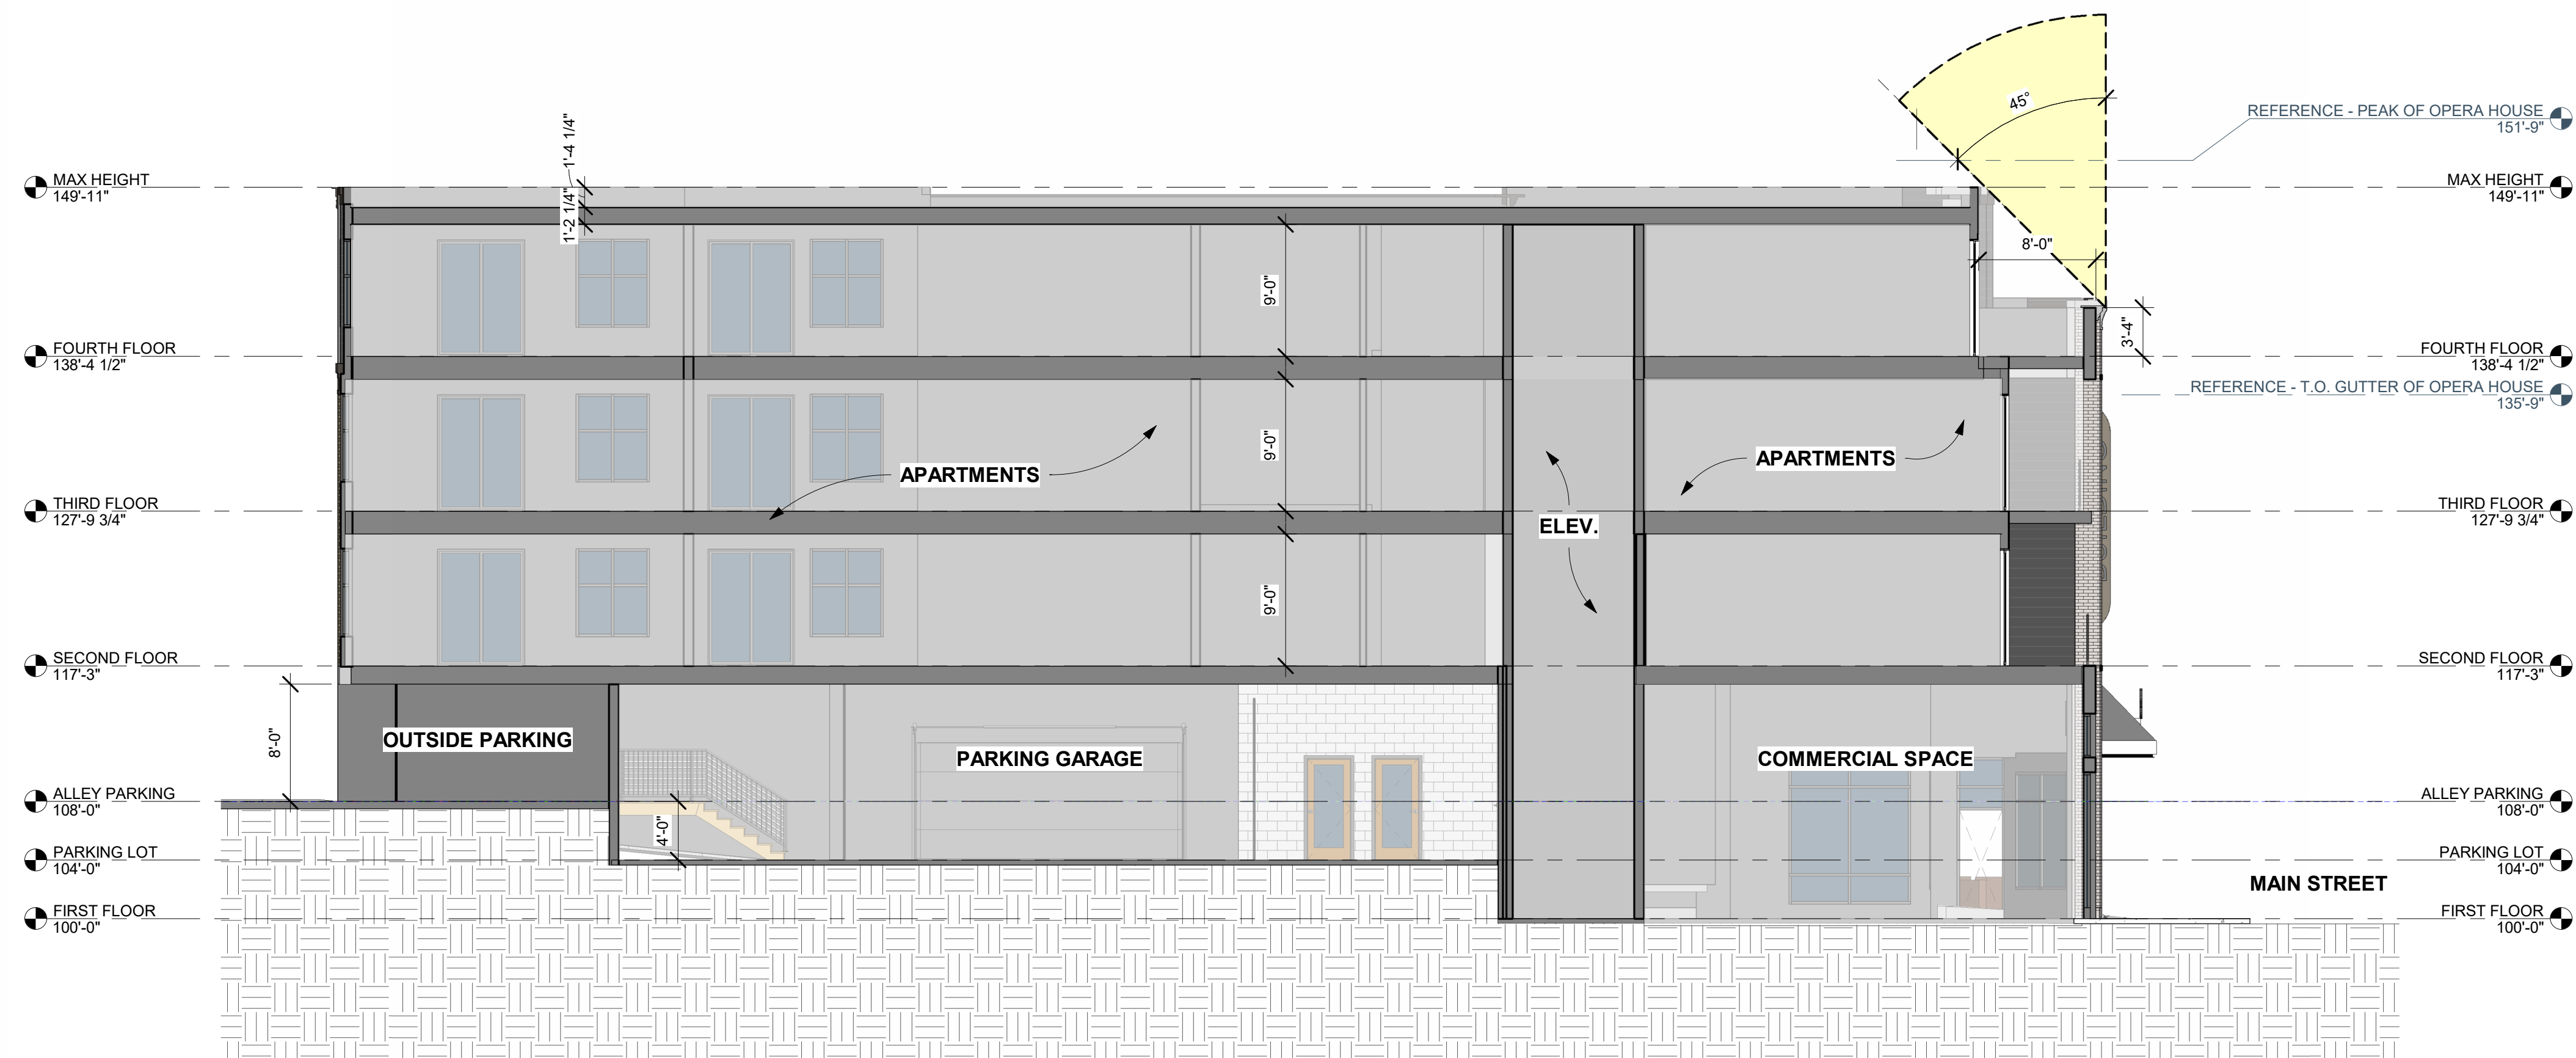 45°
REFERENCE - PEAK OF OPERA HOUSE
151'-9"
1'-4 1/4"
MAX HEIGHT
149'-11"
MAX HEIGHT
149'-11"
1'-2 1/4"
8'-0"
9'-0"
3'-4"
FOURTH FLOOR
138'-4 1/2"
FOURTH FLOOR
138'-4 1/2"
REFERENCE - T.O. GUTTER OF OPERA HOUSE
135'-9"
9'-0"
APARTMENTS
APARTMENTS
THIRD FLOOR
127'-9 3/4"
ELEV.
THIRD FLOOR
127'-9 3/4"
9'-0"
SECOND FLOOR
117'-3"
SECOND FLOOR
117'-3"
8'-0"
OUTSIDE PARKING
PARKING GARAGE
COMMERCIAL SPACE
ALLEY PARKING
108'-0"
ALLEY PARKING
108'-0"
4'-0"
PARKING LOT
104'-0"
PARKING LOT
104'-0"
MAIN STREET
FIRST FLOOR
100'-0"
FIRST FLOOR
100'-0"